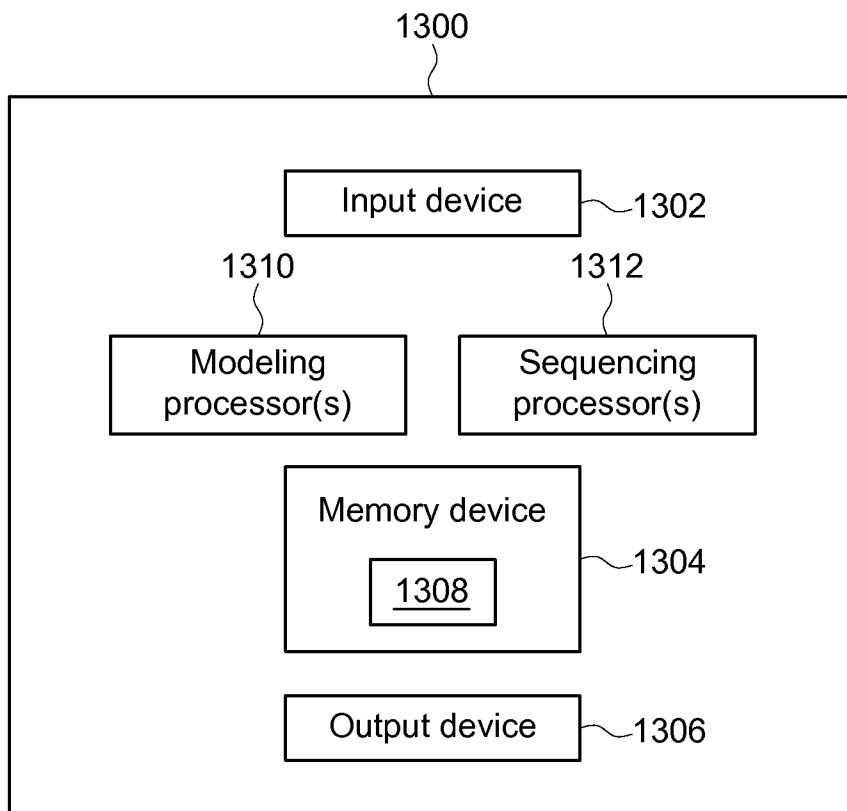 1300
Input device
1302
1310
1312
Modeling
processor(s)
Sequencing
processor(s)
Memory device
1304
1308
Output device
1306